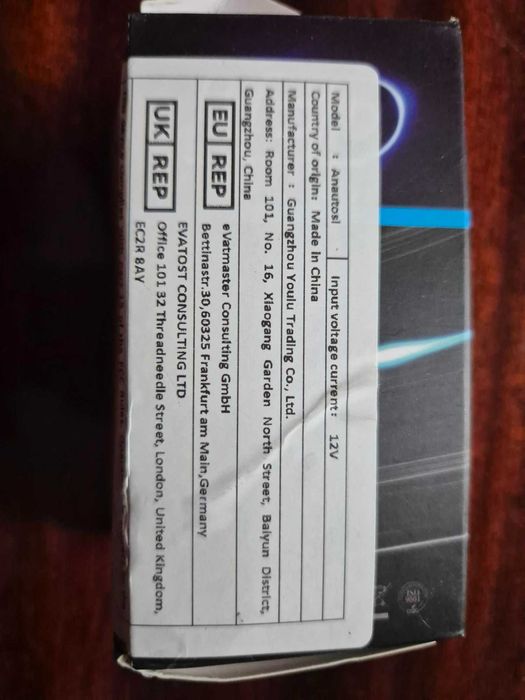 Model : Anautosl Input voltage current: 12V
Country of origin: Made In China
Manufacturer : Guangzhou Youlu Trading Co., Ltd.
Address: Room 101, No. 16, Xiaogang Garden North Street, Baiyun District,
Guangzhou, China
EU REP
eVatmaster Consulting GmbH
Bettinastr.30,60325 Frankfurt am Main,Germany
UK REP
EVATOST CONSULTING LTD
Office 101 32 Threadneedle Street, London, United Kingdom,
EC2R 8AY
ISO
9001